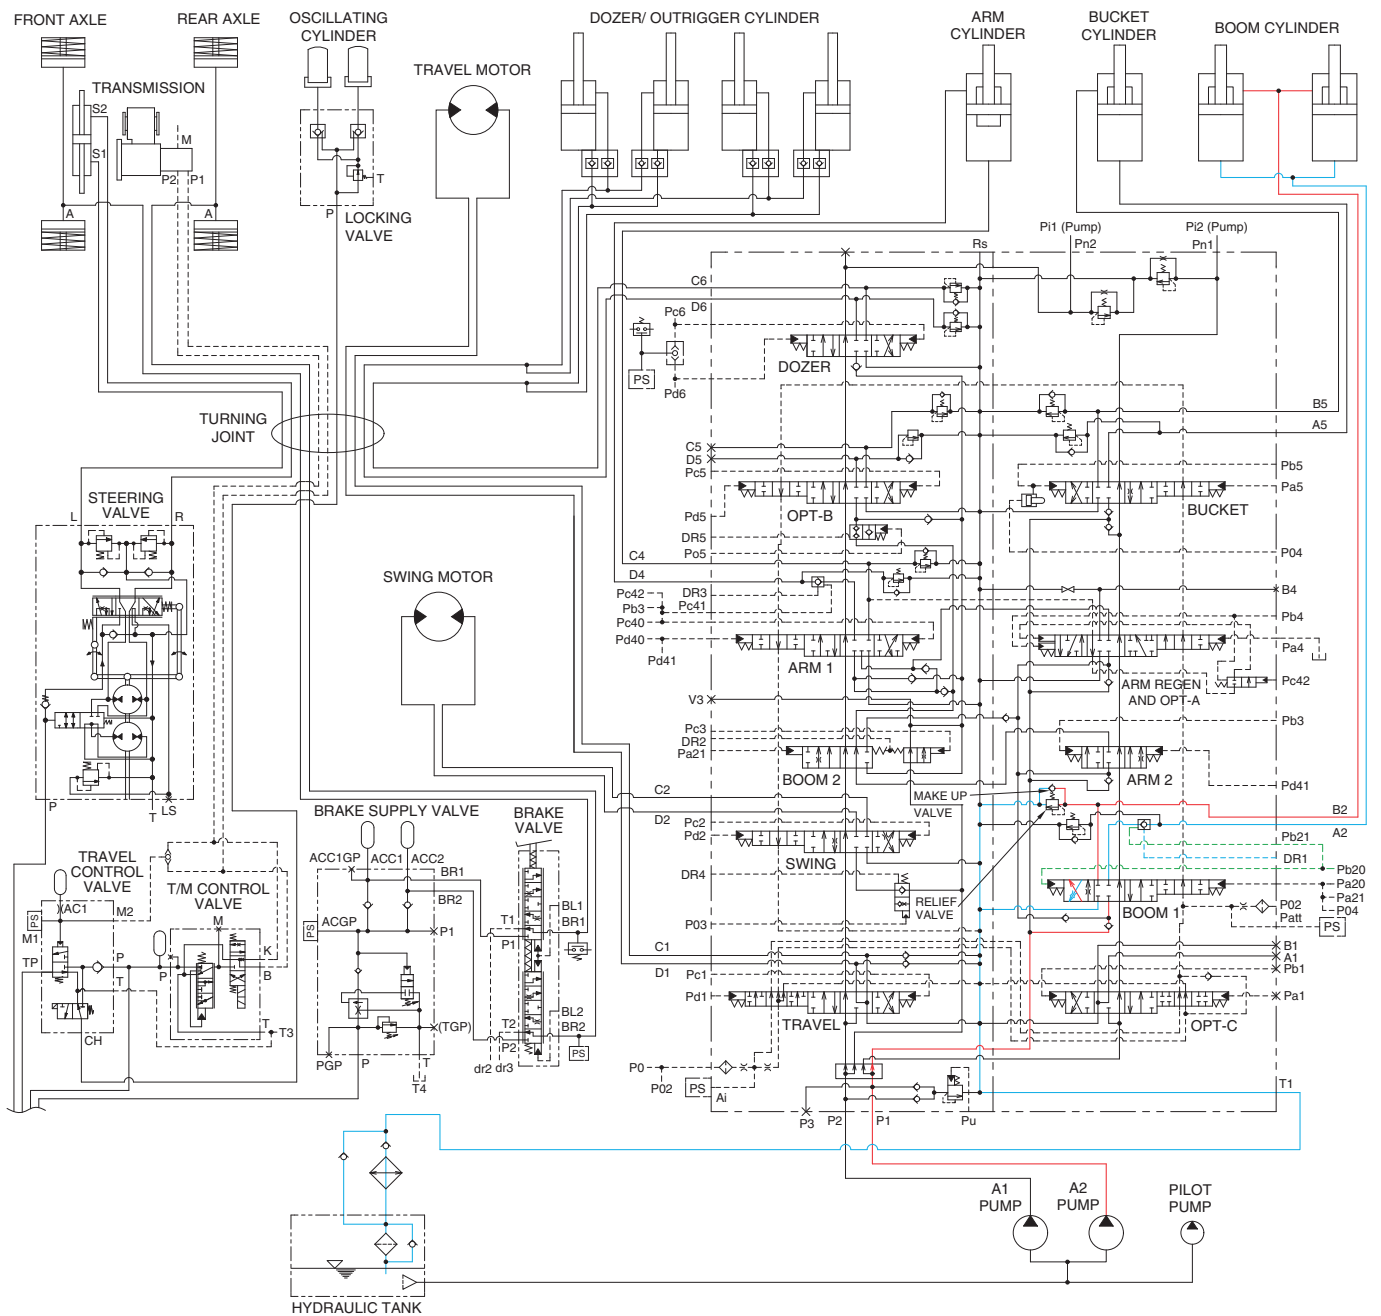 FRONT AXLE
REAR AXLE
OSCILLATING
CYLINDER
TRAVEL MOTOR
DOZER/ OUTRIGGER CYLINDER
ARM
CYLINDER
BUCKET
CYLINDER
BOOM CYLINDER
TRANSMISSION
S2
S1
M
P2
P1
A
A
T
P
LOCKING
VALVE
Rs
Pi1 (Pump)
Pn2
Pi2 (Pump)
Pn1
C6
D6
Pc6
PS
Pd6
DOZER
TURNING
JOINT
C5
D5
Pc5
Pd5
DR5
Po5
OPT-B
B5
A5
Pb5
Pa5
BUCKET
P04
STEERING
VALVE
L
R
P
T
LS
SWING MOTOR
C4
D4
Pc42
Pb3
Pc40
Pd40
Pd41
DR3
Pc41
ARM 1
B4
Pb4
Pa4
Pc42
ARM REGEN
AND OPT-A
V3
Pc3
DR2
Pa21
BOOM 2
Pb3
ARM 2
Pd41
MAKE UP
VALVE
C2
D2
Pc2
Pd2
SWING
B2
A2
Pb21
DR1
Pb20
Pa20
Pa21
P04
BOOM 1
P02
Patt
PS
DR4
RELIEF
VALVE
P03
C1
D1
Pc1
Pd1
TRAVEL
B1
A1
Pb1
Pa1
OPT-C
P0
P02
PS
Ai
P3
P2
P1
Pu
T1
TRAVEL
CONTROL
VALVE
AC1
PS
M1
M2
TP
P
T
CH
T/M CONTROL
VALVE
M
K
B
P
T
T3
BRAKE SUPPLY VALVE
ACC1GP
ACC1
ACC2
BR1
BR2
PS
ACGP
P1
(TGP)
PGP
P
T
T4
BRAKE
VALVE
BL1
BR1
T1
P1
BL2
BR2
T2
P2
dr2
dr3
PS
A1
PUMP
A2
PUMP
PILOT
PUMP
HYDRAULIC TANK